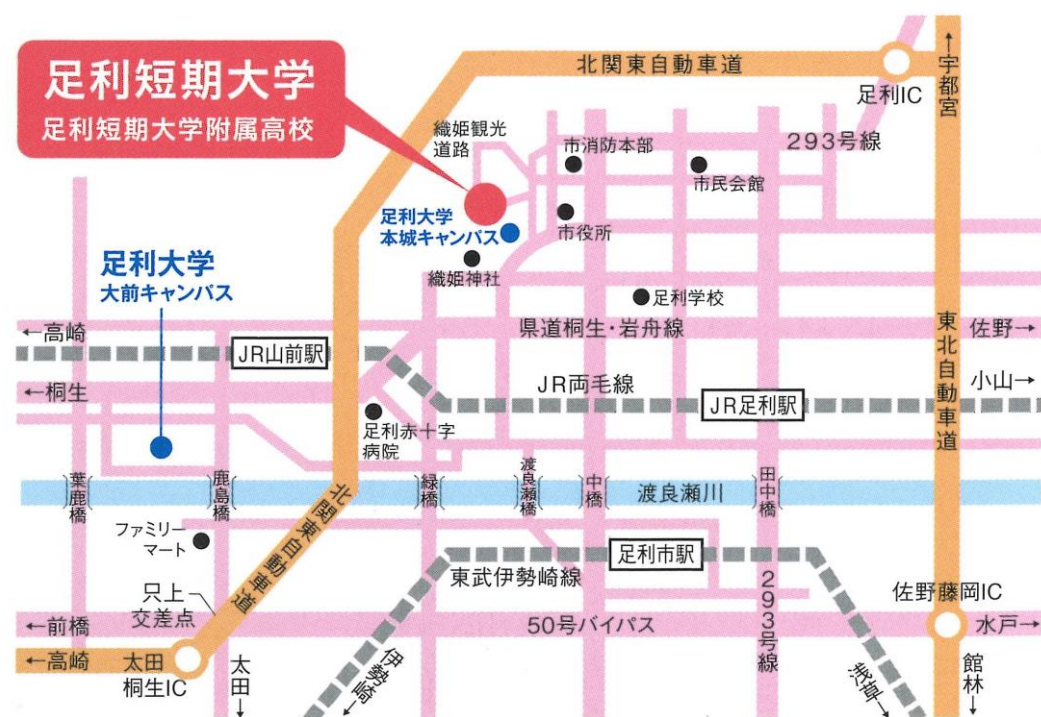 足利短期大学
足利短期大学附属高校
北関東自動車道
↑宇都宮
足利IC
織姫観光
道路
市消防本部
293号線
市民会館
足利大学
本城キャンパス
市役所
織姫神社
足利大学
大前キャンパス
足利学校
←高崎
県道桐生・岩舟線
佐野→
東北自動車道
JR山前駅
←桐生
JR両毛線
小山→
JR足利駅
足利赤十字
病院
葉鹿橋
鹿島橋
緑橋
渡良瀬橋
中橋
渡良瀬川
田中橋
北関東自動車道
ファミリー
マート
足利市駅
東武伊勢崎線
293号線
只上
交差点
佐野藤岡IC
←前橋
50号バイパス
水戸→
←高崎
太田
桐生IC
太田→
伊勢崎→
浅草→
館林→